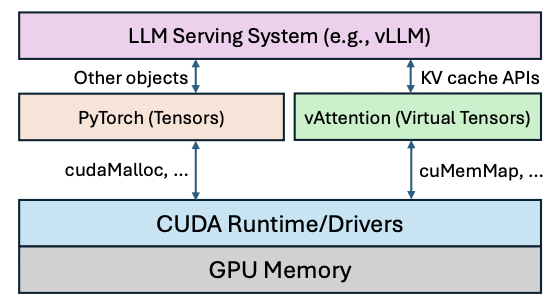 LLM Serving System (e.g., vLLM)
Other objects
KV cache APIs
PyTorch (Tensors)
vAttention (Virtual Tensors)
cudaMalloc, ...
cuMemMap, ...
CUDA Runtime/Drivers
GPU Memory